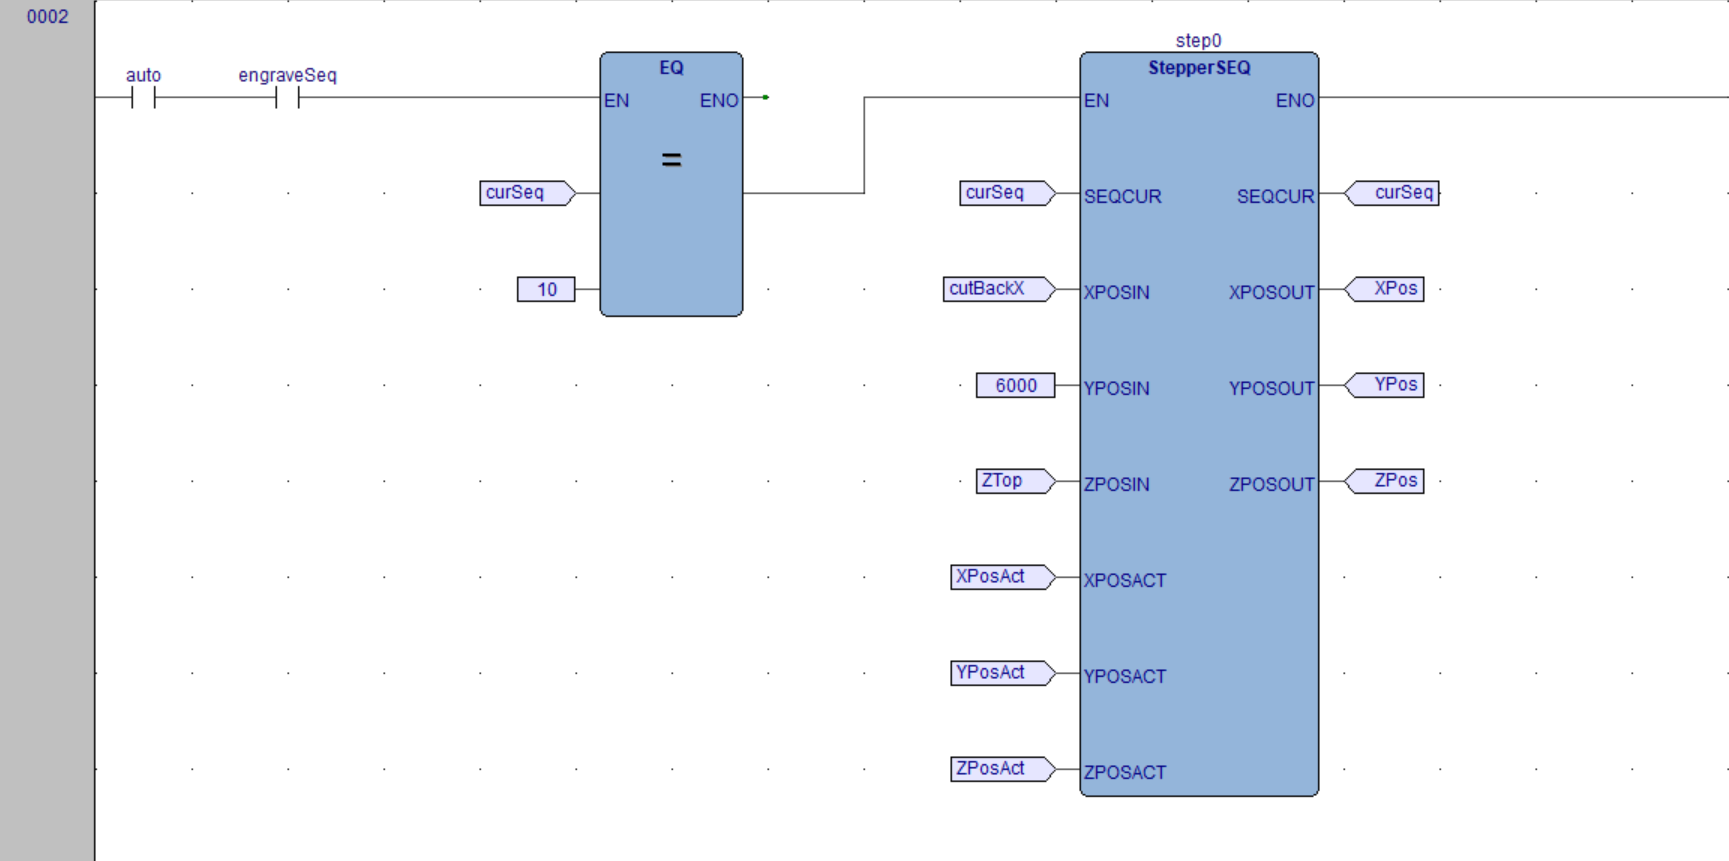 0002
step0
auto
engraveSeq
EQ
EN
ENO
=
curSeq
10
StepperSEQ
EN
ENO
curSeq
SEQCUR
SEQCUR
curSeq
cutBackX
XPOSIN
XPOSOUT
XPos
6000
YPOSIN
YPOSOUT
YPos
ZTop
ZPOSIN
ZPOSOUT
ZPos
XPosAct
XPOSACT
YPosAct
YPOSACT
ZPosAct
ZPOSACT